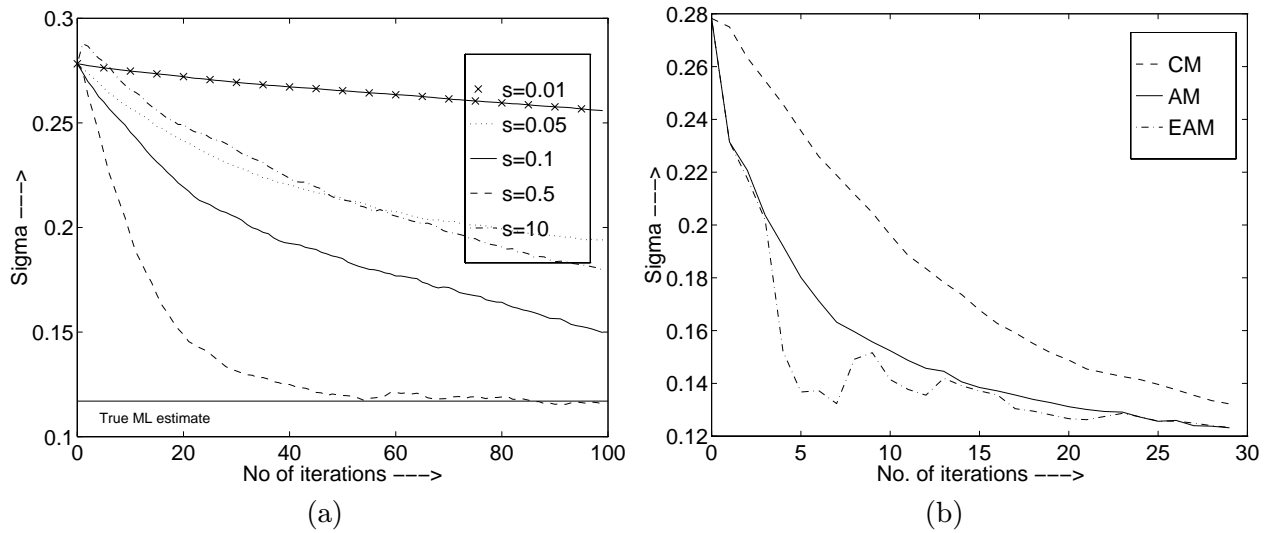 0.3
0.25
0.2
0.15
0.1
0
20
40
60
80
100
Sigma −−−−>
No of iterations −−−−>
s=0.01
s=0.05
s=0.1
s=0.5
s=10
True ML estimate
(a)
0.28
0.26
0.24
0.22
0.2
0.18
0.16
0.14
0.12
0
5
10
15
20
25
30
Sigma −−−−>
No. of iterations −−−−>
CM
AM
EAM
(b)